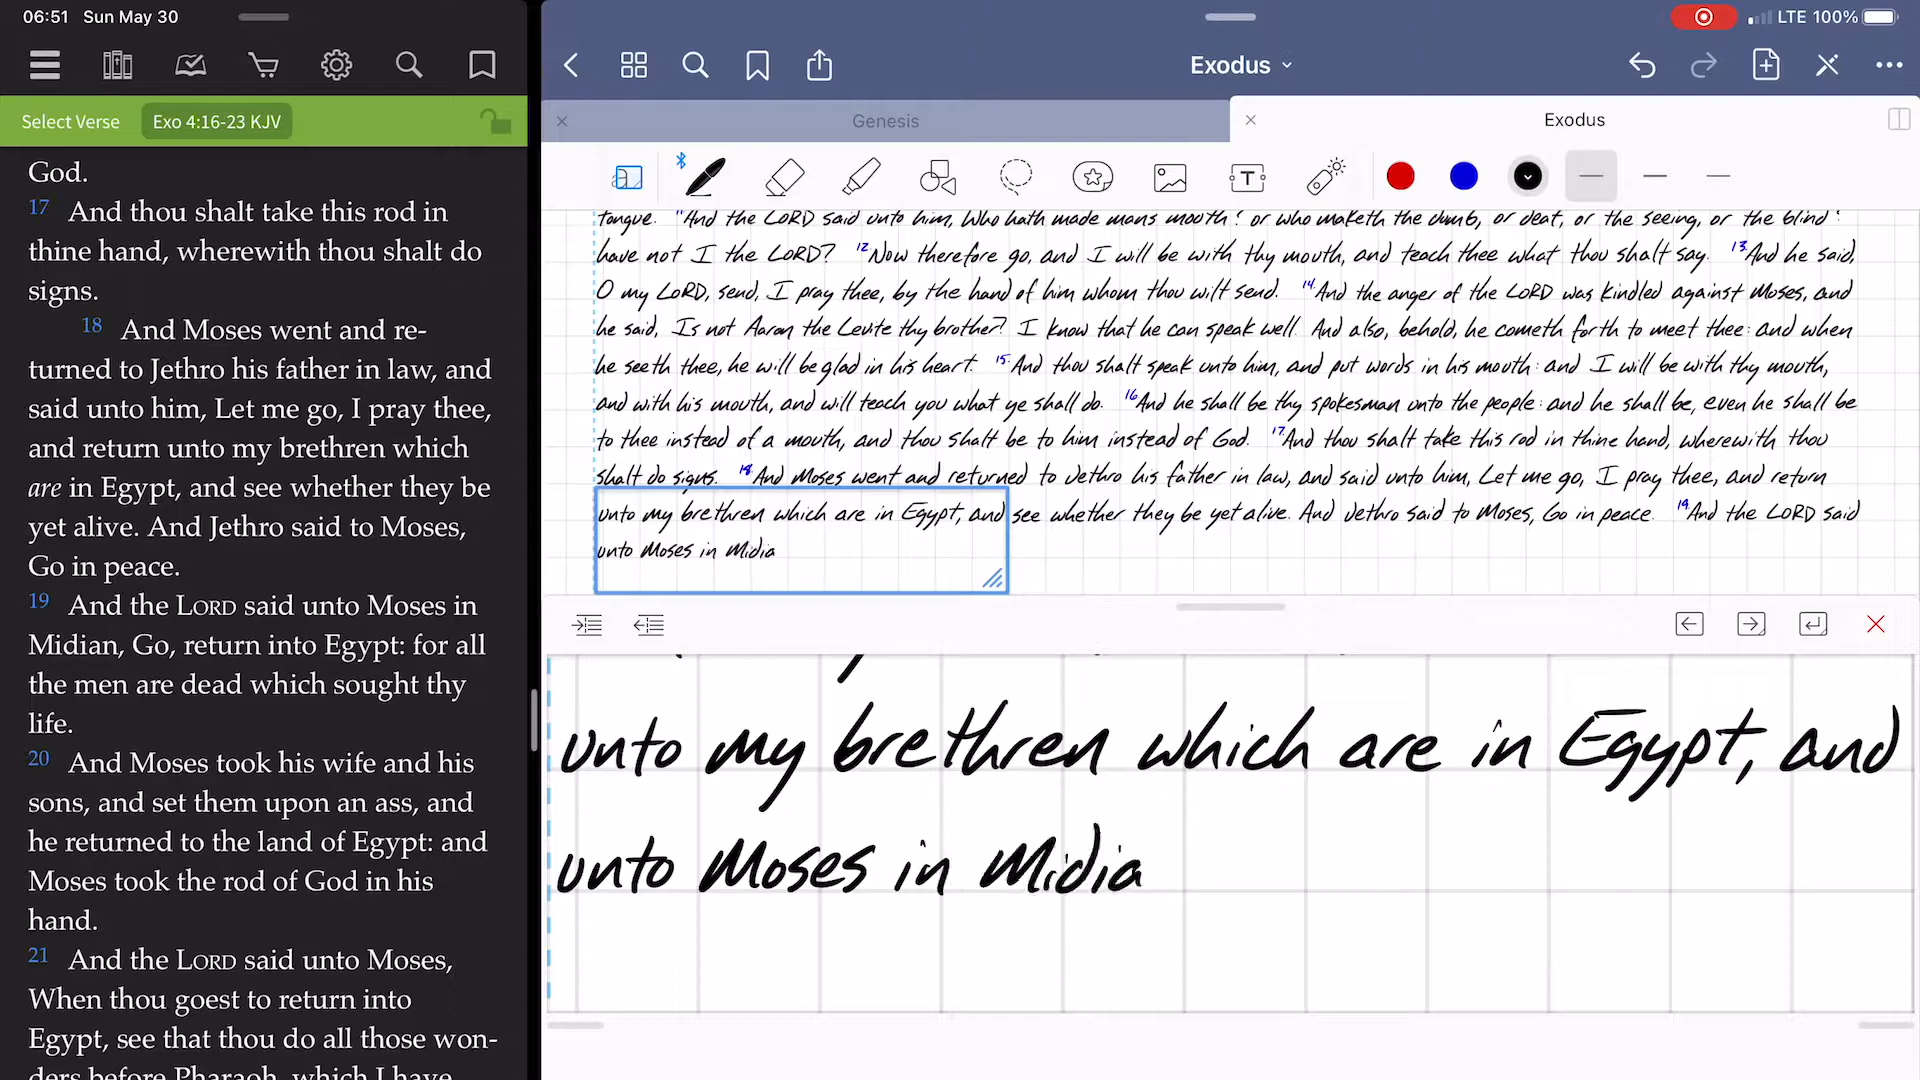 06:51 Sun May 30
LTE 100%
Select Verse Exo 4:16-23 KJV
God.
17 And thou shalt take this rod in
thine hand, wherewith thou shalt do
signs.
18 And Moses went and re-
turned to Jethro his father in law, and
said unto him, Let me go, I pray thee,
and return unto my brethren which
are in Egypt, and see whether they be
yet alive. And Jethro said to Moses,
Go in peace.
19 And the LORD said unto Moses in
Midian, Go, return into Egypt: for all
the men are dead which sought thy
life.
20 And Moses took his wife and his
sons, and set them upon an ass, and
he returned to the land of Egypt: and
Moses took the rod of God in his
hand.
21 And the LORD said unto Moses,
When thou goest to return into
Egypt, see that thou do all those won-
ders before Pharaoh, which I have
Exodus
Genesis
Exodus
tongue. 11 And the LORD said unto him, Who hath made mans mouth? or who maketh the dumb, or deaf, or the seeing, or the blind?
have not I the LORD? 12 Now therefore go, and I will be with thy mouth, and teach thee what thou shalt say. 13 And he said,
O my LORD, send, I pray thee, by the hand of him whom thou wilt send. 14 And the anger of the LORD was kindled against Moses, and
he said, Is not Aaron the Levite thy brother? I know that he can speak well. And also, behold, he cometh forth to meet thee: and when
he seeth thee, he will be glad in his heart. 15 And thou shalt speak unto him, and put words in his mouth: and I will be with thy mouth,
and with his mouth, and will teach you what ye shall do. 16 And he shall be thy spokesman unto the people: and he shall be, even he shall be
to thee instead of a mouth, and thou shalt be to him instead of God. 17 And thou shalt take this rod in thine hand, wherewith thou
shalt do signs. 18 And Moses went and returned to Jethro his father in law, and said unto him, Let me go, I pray thee, and return
unto my brethren which are in Egypt, and see whether they be yet alive. And Jethro said to Moses, Go in peace. 19 And the LORD said
unto Moses in Midia
unto my brethren which are in Egypt, and
unto Moses in Midia